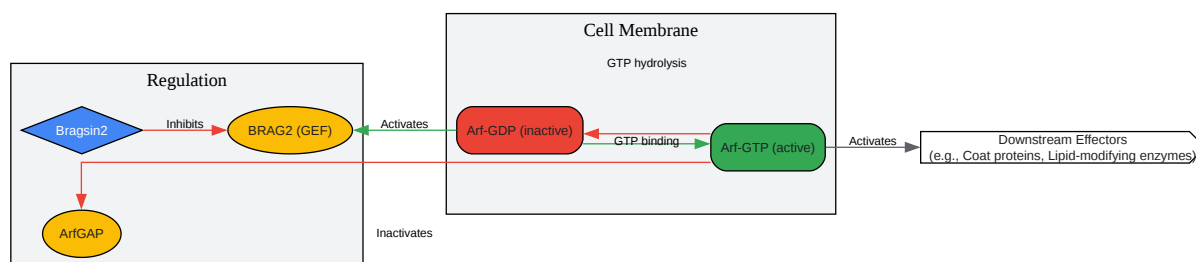 Cell Membrane
GTP hydrolysis
Regulation
Bragsin2
Inhibits
BRAG2 (GEF)
Activates
Arf-GDP (inactive)
GTP binding
Arf-GTP (active)
Activates
Downstream Effectors
(e.g., Coat proteins, Lipid-modifying enzymes)
ArfGAP
Inactivates